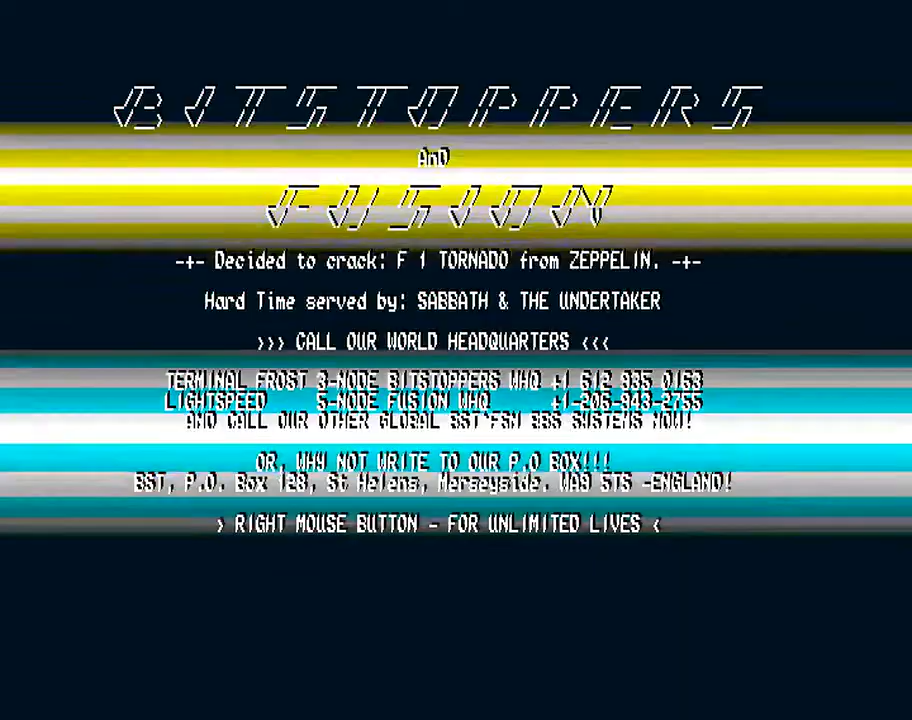 BITSTOPPERS
AnD
FUSION
-+- Decided to crack: F 1 TORNADO from ZEPPELIN. -+-
Hard Time served by: SABBATH & THE UNDERTAKER
>>> CALL OUR WORLD HEADQUARTERS <<<
TERMINAL FROST 3-NODE BITSTOPPERS WHQ +1 612 935 0163
LIGHTSPEED 5-NODE FUSION WHQ +1-206-943-2755
AND CALL OUR OTHER GLOBAL BST^FSN BBS SYSTEMS NOW!
OR, WHY NOT WRITE TO OUR P.O BOX!!!
BST, P.O. Box 128, St Helens, Merseyside. WA9 5TS -ENGLAND!
> RIGHT MOUSE BUTTON - FOR UNLIMITED LIVES <